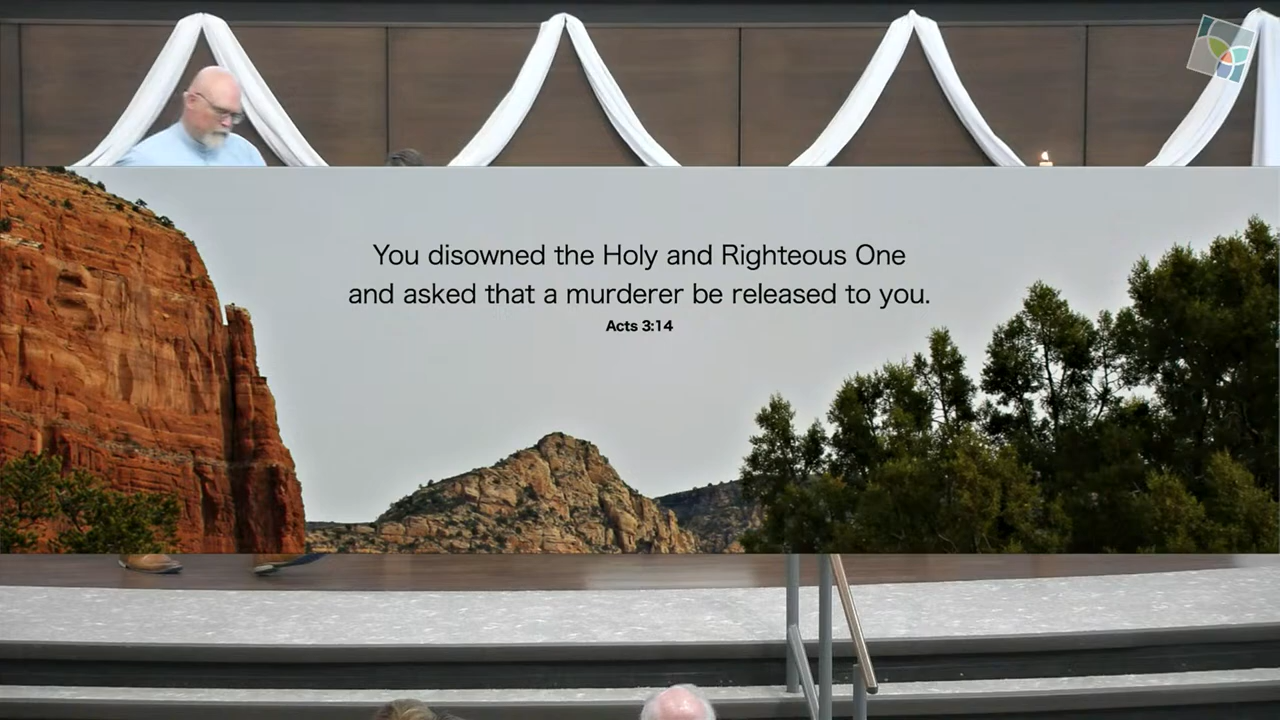 You disowned the Holy and Righteous One
and asked that a murderer be released to you.
Acts 3:14